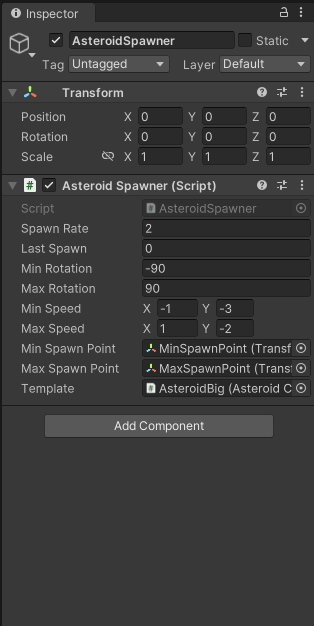 Inspector
AsteroidSpawner Static
Tag Untagged Layer Default
Transform
Position X 0 Y 0 Z 0
Rotation X 0 Y 0 Z 0
Scale X 1 Y 1 Z 1
# Asteroid Spawner (Script)
Script # AsteroidSpawner
Spawn Rate 2
Last Spawn 0
Min Rotation -90
Max Rotation 90
Min Speed X -1 Y -3
Max Speed X 1 Y -2
Min Spawn Point MinSpawnPoint (Transf
Max Spawn Point MaxSpawnPoint (Trans
Template # AsteroidBig (Asteroid C
Add Component